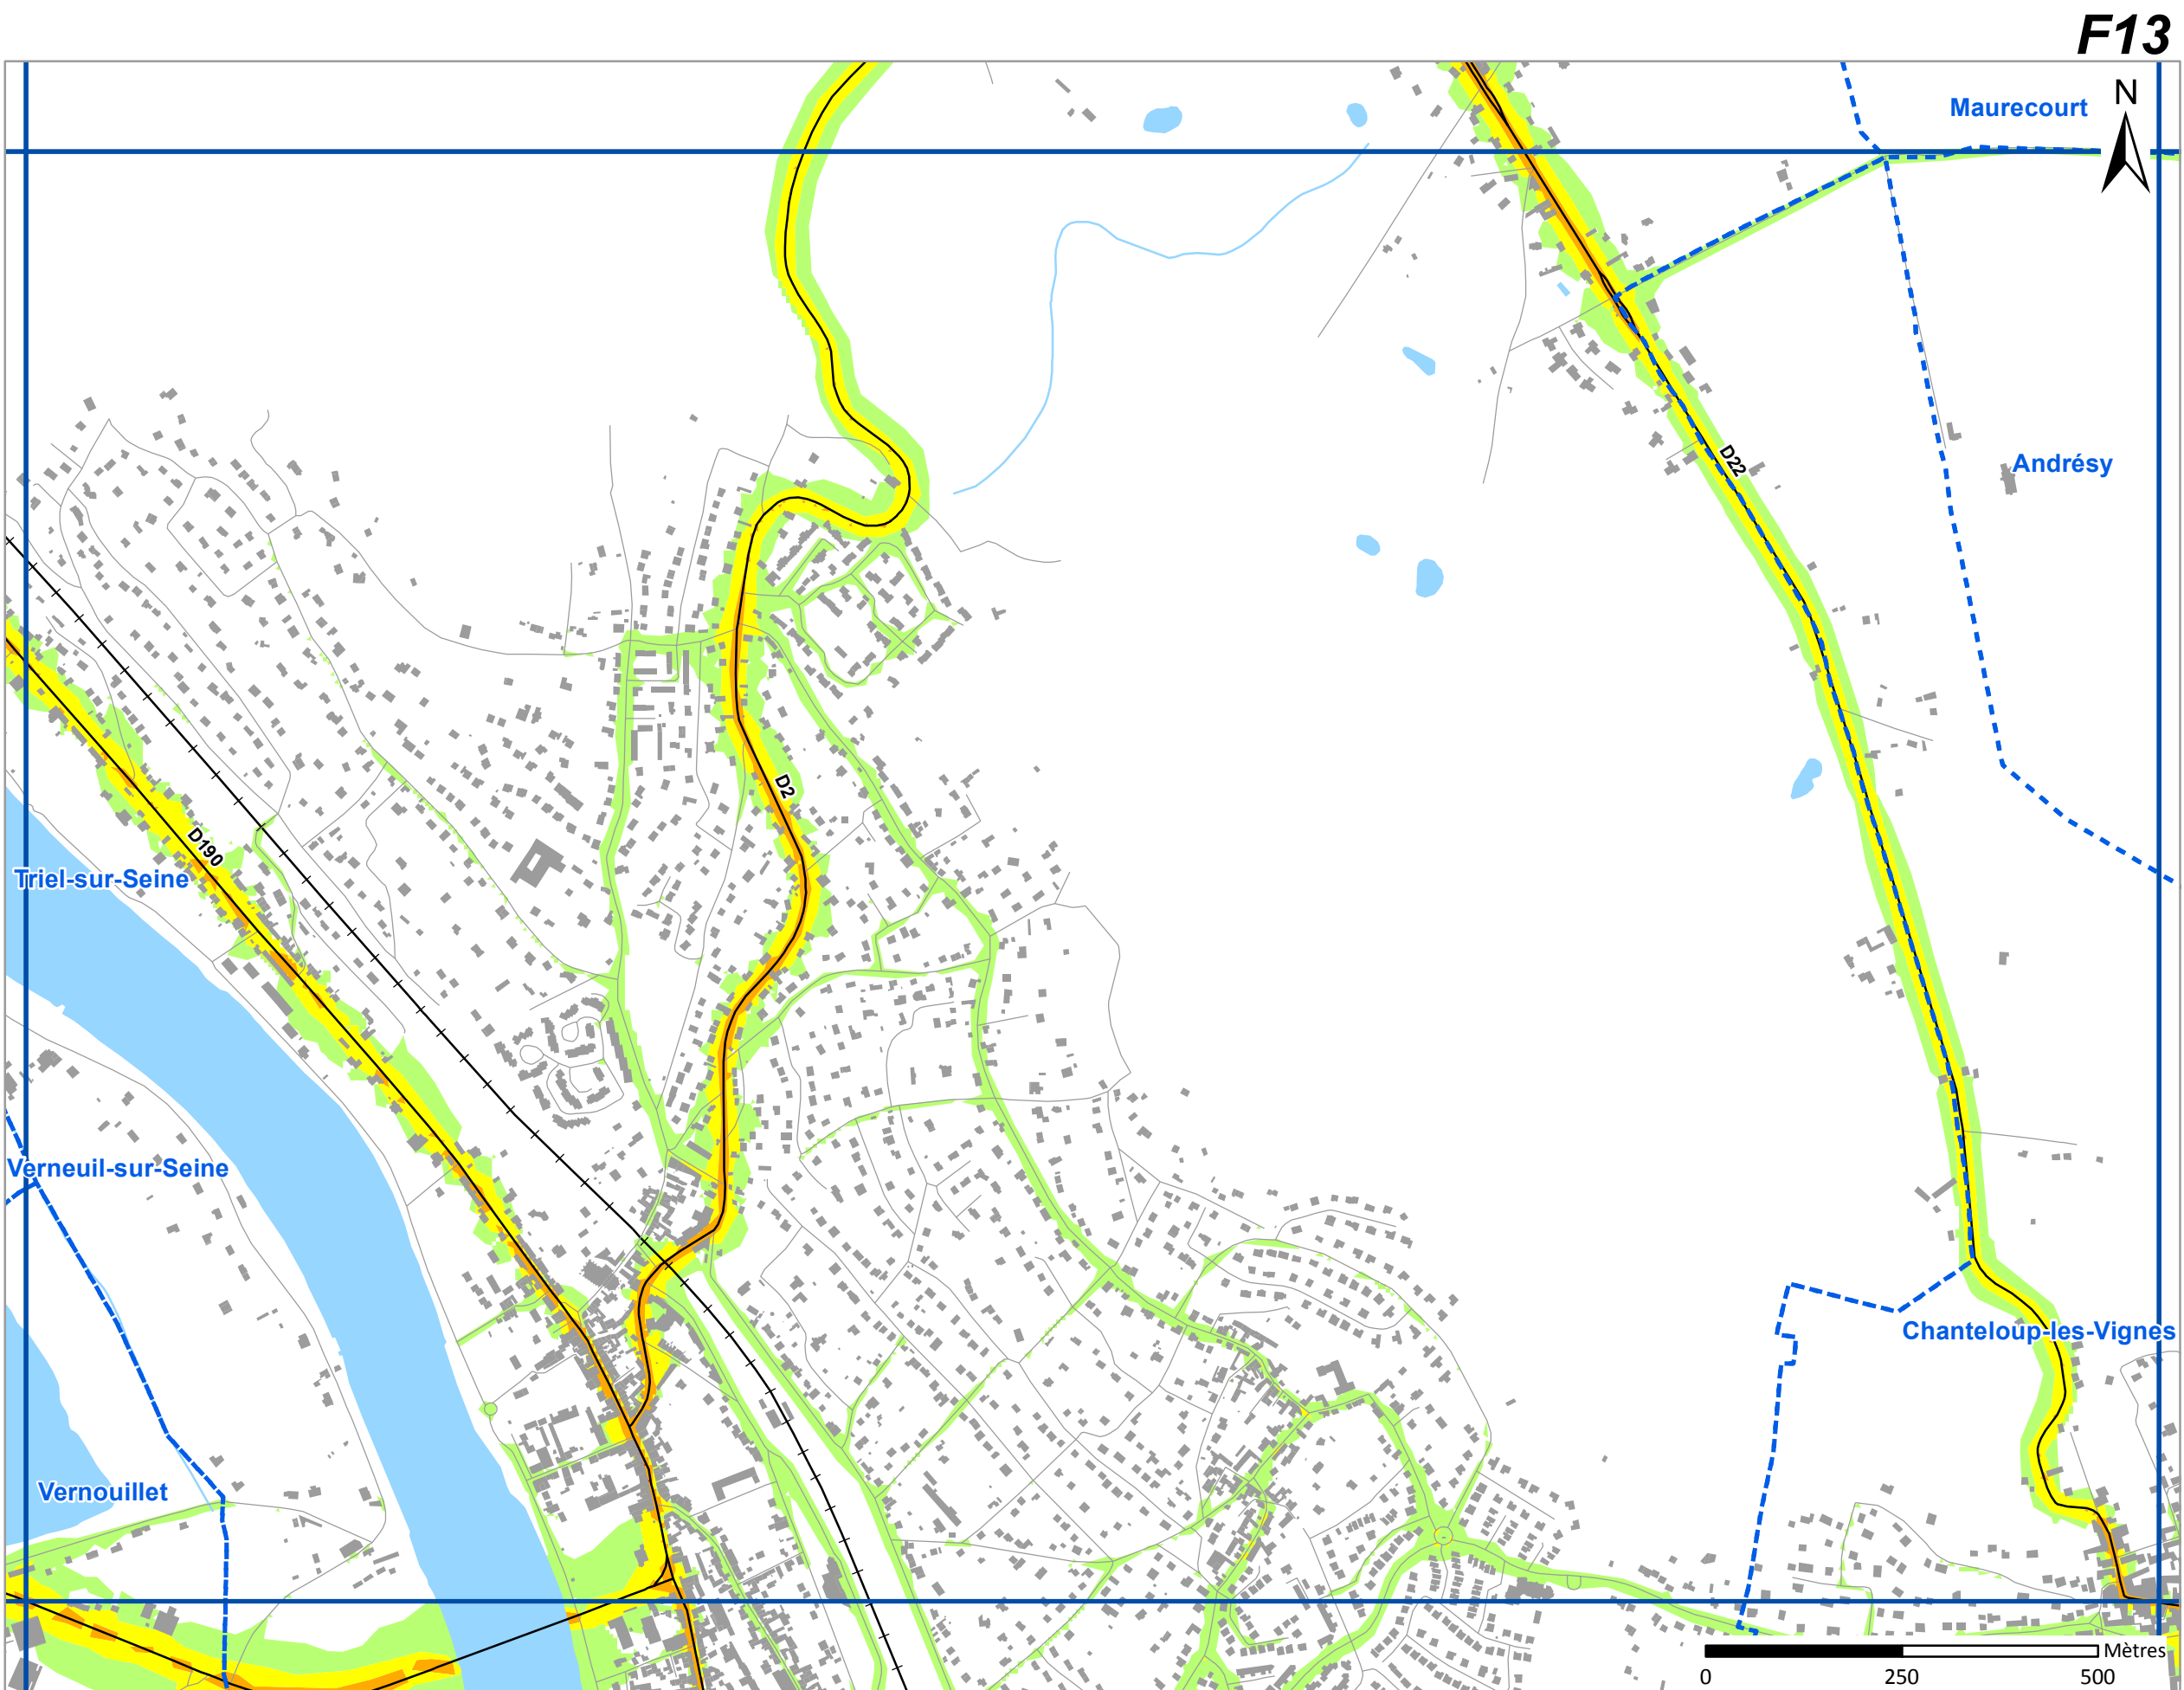 F13
Maurecourt
N
Andrésy
D22
D2
D190
Triel-sur-Seine
Verneuil-sur-Seine
Chanteloup-les-Vignes
Vernouillet
Mètres
0 250 500